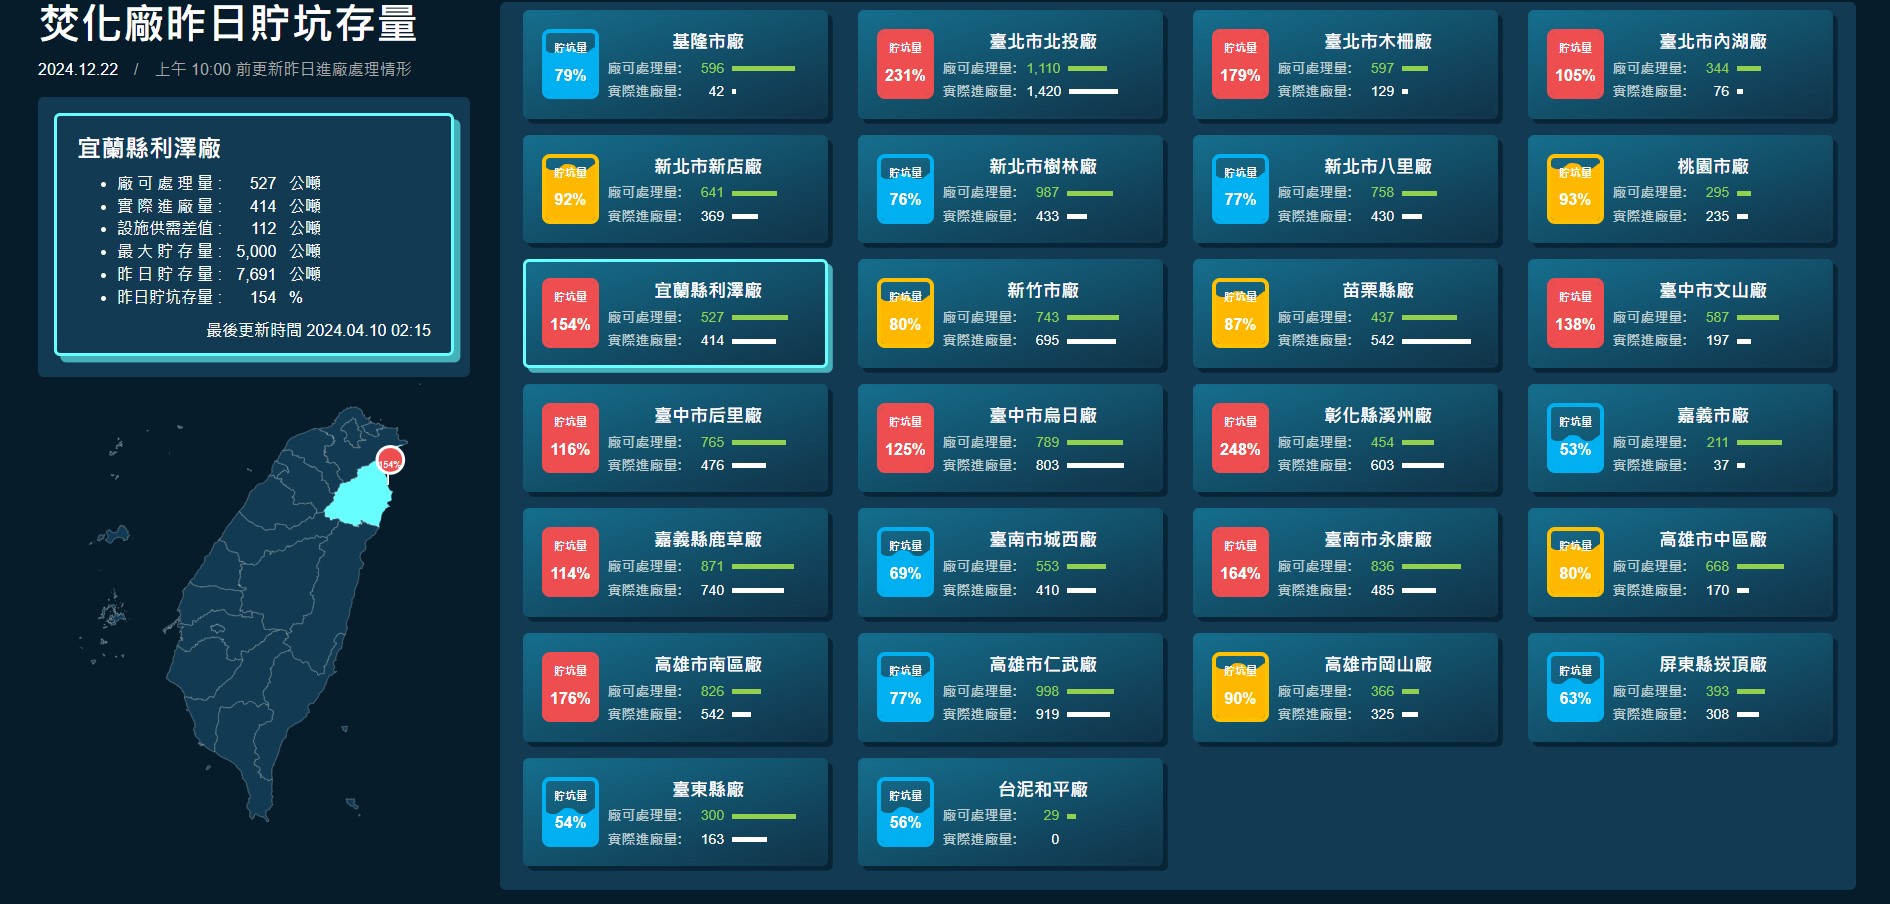 焚化廠昨日貯坑存量
2024.12.22 / 上午 10:00 前更新昨日進廠處理情形
宜蘭縣利澤廠
• 廠可處理量: 527 公噸
• 實際進廠量: 414 公噸
• 設施供需差值: 112 公噸
• 最大貯存量: 5,000 公噸
• 昨日貯存量: 7,691 公噸
• 昨日貯坑存量: 154 %
最後更新時間 2024.04.10 02:15
154%
貯坑量
79%
基隆市廠
廠可處理量: 596
實際進廠量: 42
貯坑量
231%
臺北市北投廠
廠可處理量: 1,110
實際進廠量: 1,420
貯坑量
179%
臺北市木柵廠
廠可處理量: 597
實際進廠量: 129
貯坑量
105%
臺北市內湖廠
廠可處理量: 344
實際進廠量: 76
貯坑量
92%
新北市新店廠
廠可處理量: 641
實際進廠量: 369
貯坑量
76%
新北市樹林廠
廠可處理量: 987
實際進廠量: 433
貯坑量
77%
新北市八里廠
廠可處理量: 758
實際進廠量: 430
貯坑量
93%
桃園市廠
廠可處理量: 295
實際進廠量: 235
貯坑量
154%
宜蘭縣利澤廠
廠可處理量: 527
實際進廠量: 414
貯坑量
80%
新竹市廠
廠可處理量: 743
實際進廠量: 695
貯坑量
87%
苗栗縣廠
廠可處理量: 437
實際進廠量: 542
貯坑量
138%
臺中市文山廠
廠可處理量: 587
實際進廠量: 197
貯坑量
116%
臺中市后里廠
廠可處理量: 765
實際進廠量: 476
貯坑量
125%
臺中市烏日廠
廠可處理量: 789
實際進廠量: 803
貯坑量
248%
彰化縣溪州廠
廠可處理量: 454
實際進廠量: 603
貯坑量
53%
嘉義市廠
廠可處理量: 211
實際進廠量: 37
貯坑量
114%
嘉義縣鹿草廠
廠可處理量: 871
實際進廠量: 740
貯坑量
69%
臺南市城西廠
廠可處理量: 553
實際進廠量: 410
貯坑量
164%
臺南市永康廠
廠可處理量: 836
實際進廠量: 485
貯坑量
80%
高雄市中區廠
廠可處理量: 668
實際進廠量: 170
貯坑量
176%
高雄市南區廠
廠可處理量: 826
實際進廠量: 542
貯坑量
77%
高雄市仁武廠
廠可處理量: 998
實際進廠量: 919
貯坑量
90%
高雄市岡山廠
廠可處理量: 366
實際進廠量: 325
貯坑量
63%
屏東縣崁頂廠
廠可處理量: 393
實際進廠量: 308
貯坑量
54%
臺東縣廠
廠可處理量: 300
實際進廠量: 163
貯坑量
56%
台泥和平廠
廠可處理量: 29
實際進廠量: 0